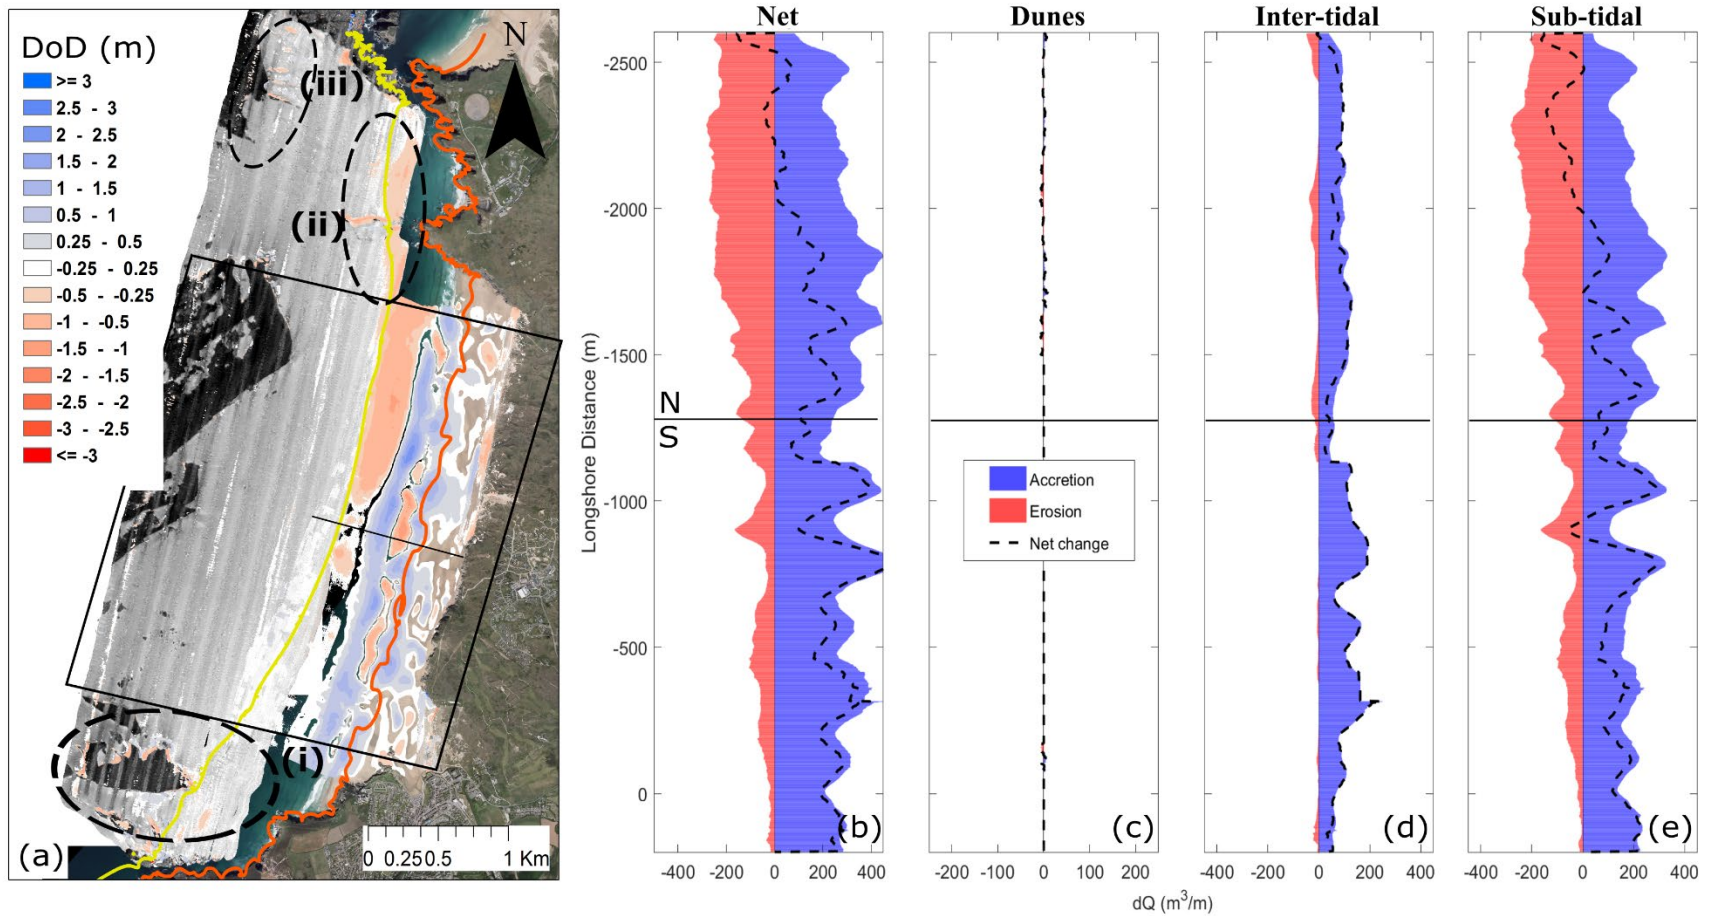 DoD (m)
>= 3
2.5 - 3
2 - 2.5
1.5 - 2
1 - 1.5
0.5 - 1
0.25 - 0.5
-0.25 - 0.25
-0.5 - -0.25
-1 - -0.5
-1.5 - -1
-2 - -1.5
-2.5 - -2
-3 - -2.5
<= -3
N
(iii)
(ii)
(i)
(a)
0 0.25 0.5 1 Km
Net
Dunes
Inter-tidal
Sub-tidal
Longshore Distance (m)
-2500
-2000
-1500
-1000
-500
0
N
S
Accretion
Erosion
Net change
(b)
(c)
(d)
(e)
-400 -200 0 200 400
-200 -100 0 100 200
-400 -200 0 200 400
-400 -200 0 200 400
dQ (m³/m)